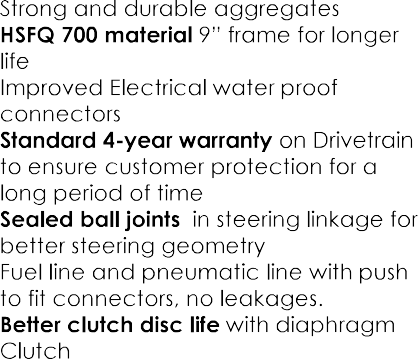 Strong and durable aggregates
HSFQ 700 material 9” frame for longer
life
Improved Electrical water proof
connectors
Standard 4-year warranty on Drivetrain
to ensure customer protection for a
long period of time
Sealed ball joints  in steering linkage for
better steering geometry
Fuel line and pneumatic line with push
to fit connectors, no leakages.
Better clutch disc life with diaphragm
Clutch